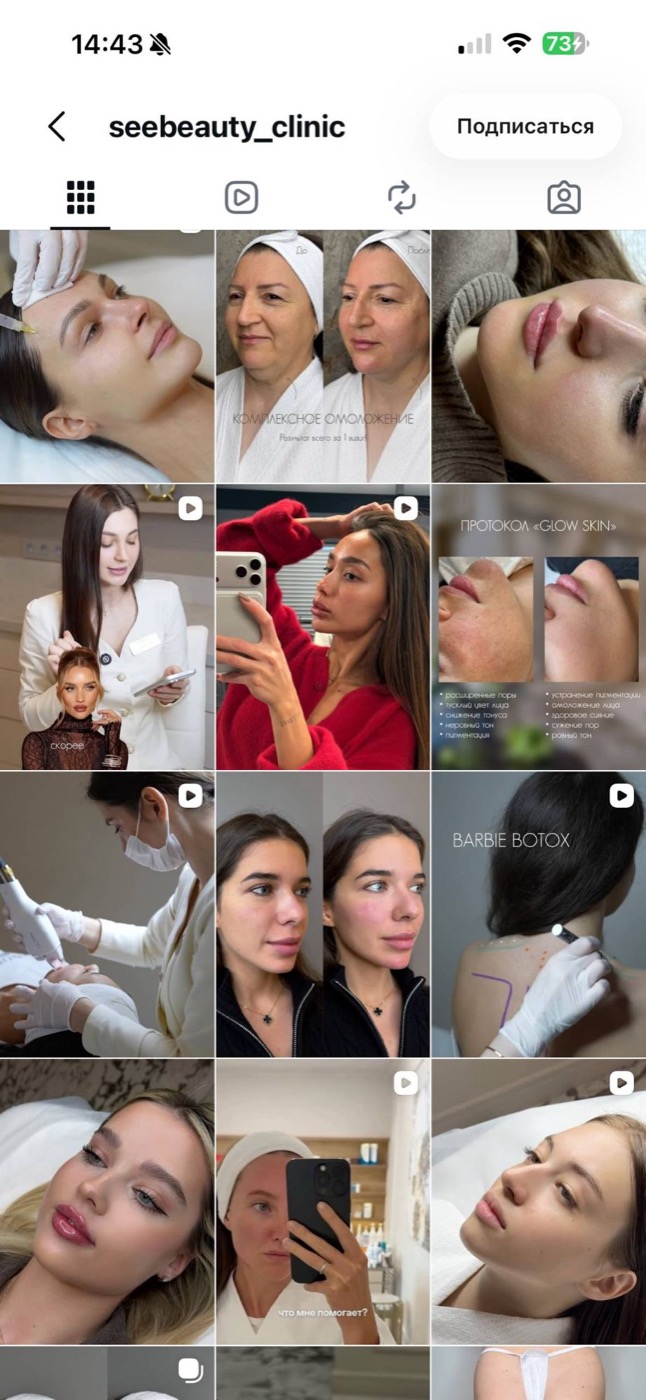 14:43
73
seebeauty_clinic
Подписаться
До
После
КОМПЛЕКСНОЕ ОМОЛОЖЕНИЕ
Результат всего за 1 визит
скорее
ПРОТОКОЛ «GLOW SKIN»
• расширенные поры
• тусклый цвет лица
• снижение тонуса
• неровный тон
• пигментация
• устранение пигментации
• омоложение лица
• здоровое сияние
• сужение пор
• ровный тон
BARBIE BOTOX
что мне помогает?